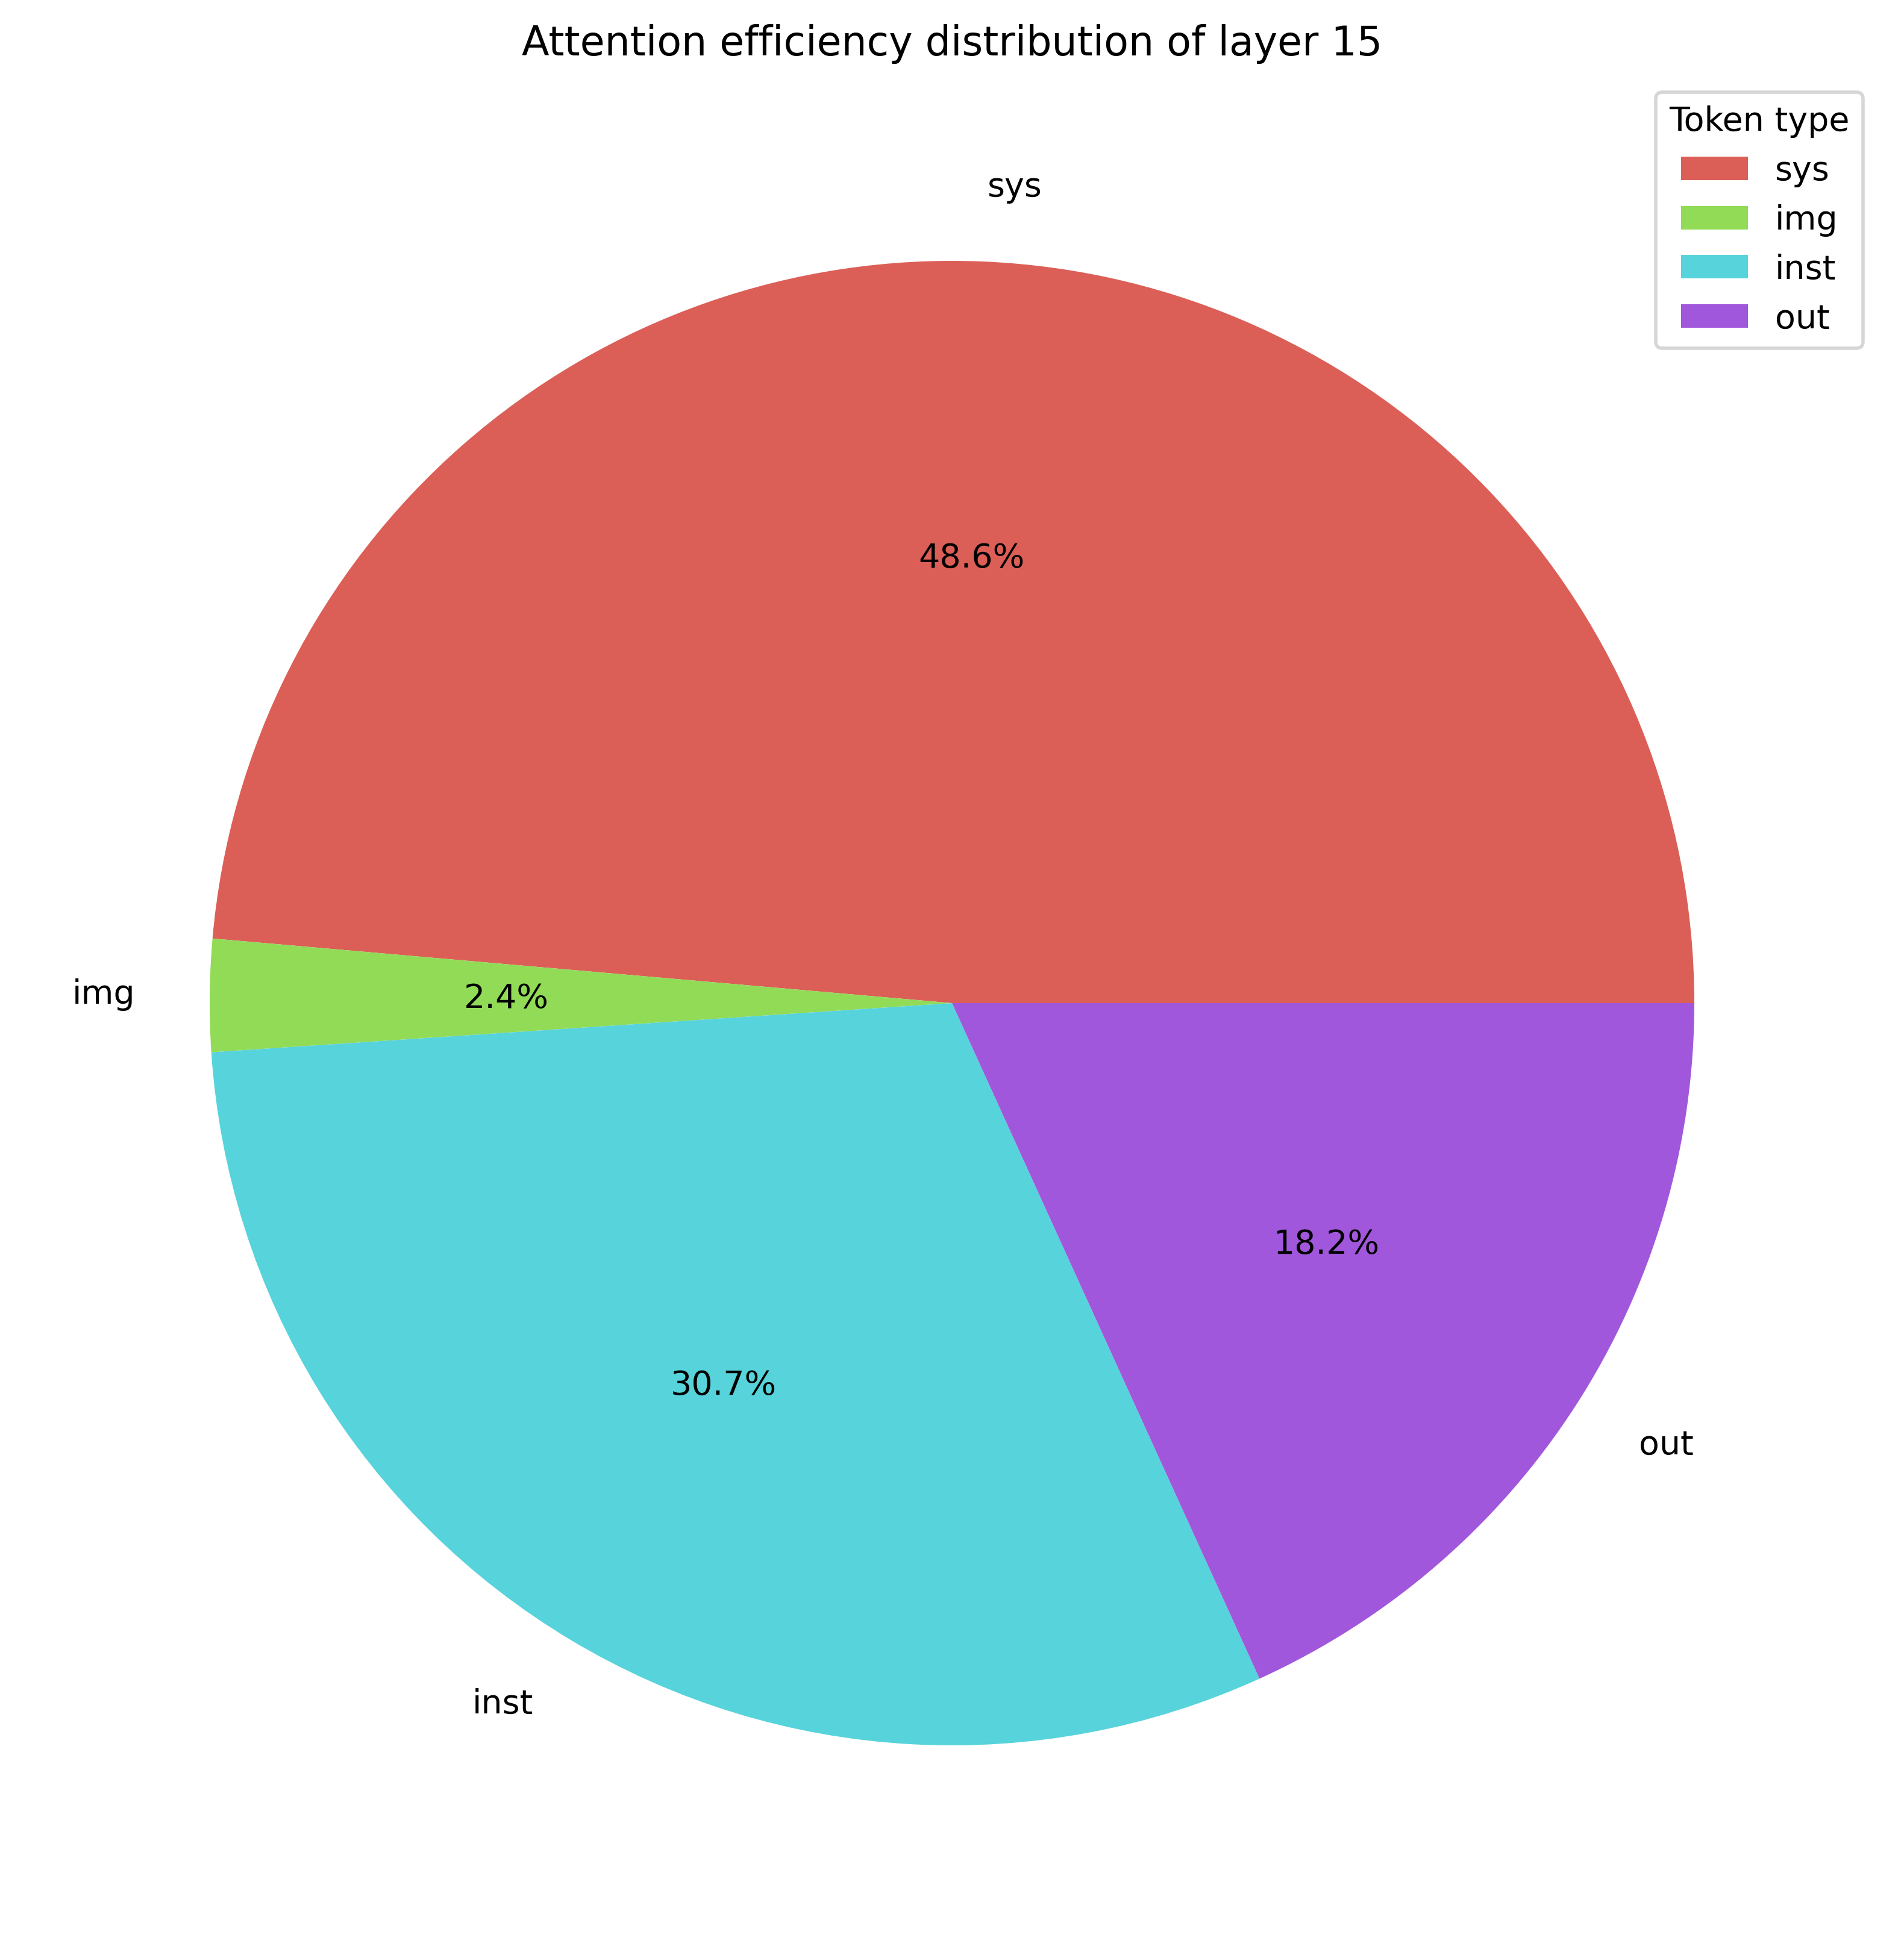 Attention efficiency distribution of layer 15
Token type
sys
img
inst
out
sys
48.6%
img
2.4%
30.7%
18.2%
out
inst